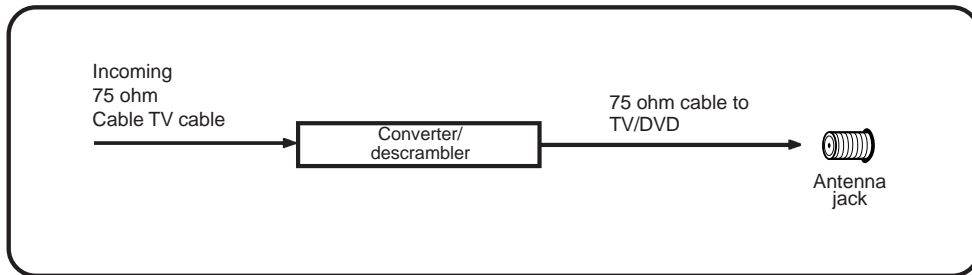 Incoming
75 ohm
Cable TV cable
Converter/
descrambler
75 ohm cable to
TV/DVD
Antenna
jack